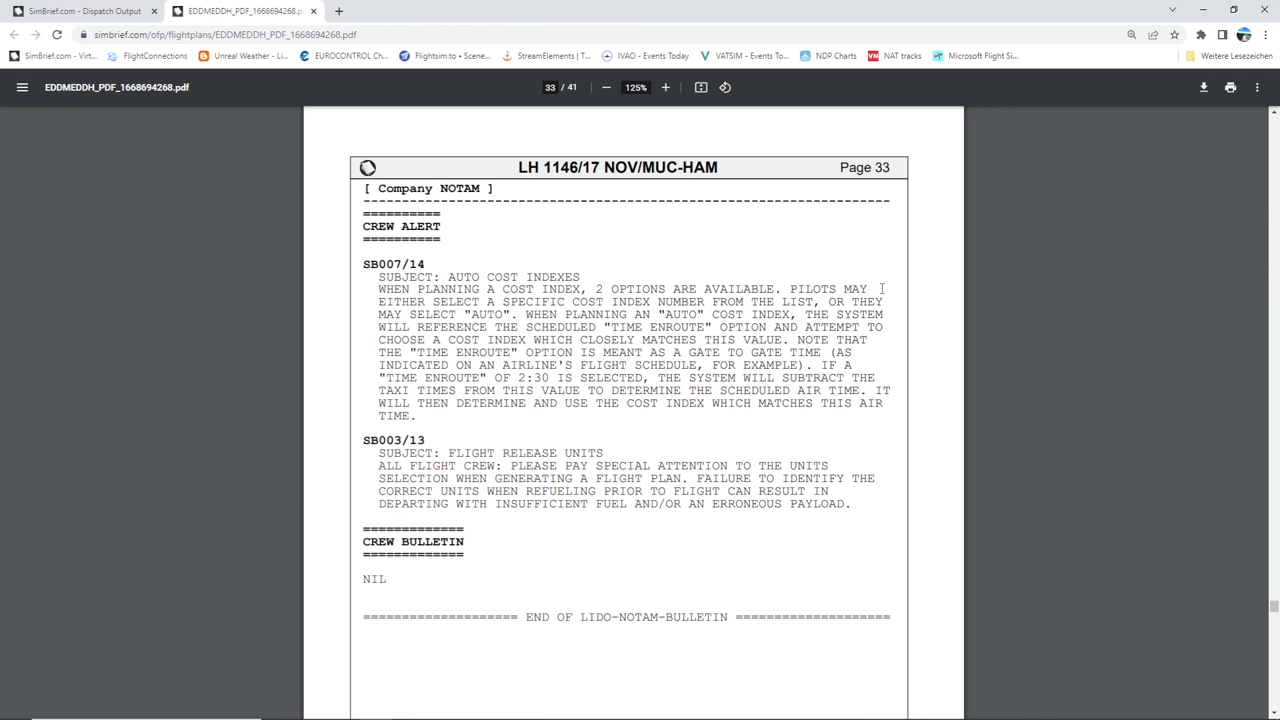 SimBrief.com - Dispatch Output
EDDMEDDH_PDF_1668694268.p
simbrief.com/ofp/flightplans/EDDMEDDH_PDF_1668694268.pdf
SimBrief.com - Virt...
FlightConnections
Unreal Weather - Li...
EUROCONTROL Ch...
Flightsim.to • Scene...
StreamElements | T...
IVAO - Events Today
VATSIM - Events To...
NDP Charts
NAT tracks
Microsoft Flight Si...
Weitere Lesezeichen
EDDMEDDH_PDF_1668694268.pdf
33 / 41
125%
LH 1146/17 NOV/MUC-HAM
Page 33
[ Company NOTAM ]
--------------------------------------------------------------------
==========
CREW ALERT
==========
SB007/14
SUBJECT: AUTO COST INDEXES
WHEN PLANNING A COST INDEX, 2 OPTIONS ARE AVAILABLE. PILOTS MAY
EITHER SELECT A SPECIFIC COST INDEX NUMBER FROM THE LIST, OR THEY
MAY SELECT "AUTO". WHEN PLANNING AN "AUTO" COST INDEX, THE SYSTEM
WILL REFERENCE THE SCHEDULED "TIME ENROUTE" OPTION AND ATTEMPT TO
CHOOSE A COST INDEX WHICH CLOSELY MATCHES THIS VALUE. NOTE THAT
THE "TIME ENROUTE" OPTION IS MEANT AS A GATE TO GATE TIME (AS
INDICATED ON AN AIRLINE'S FLIGHT SCHEDULE, FOR EXAMPLE). IF A
"TIME ENROUTE" OF 2:30 IS SELECTED, THE SYSTEM WILL SUBTRACT THE
TAXI TIMES FROM THIS VALUE TO DETERMINE THE SCHEDULED AIR TIME. IT
WILL THEN DETERMINE AND USE THE COST INDEX WHICH MATCHES THIS AIR
TIME.
SB003/13
SUBJECT: FLIGHT RELEASE UNITS
ALL FLIGHT CREW: PLEASE PAY SPECIAL ATTENTION TO THE UNITS
SELECTION WHEN GENERATING A FLIGHT PLAN. FAILURE TO IDENTIFY THE
CORRECT UNITS WHEN REFUELING PRIOR TO FLIGHT CAN RESULT IN
DEPARTING WITH INSUFFICIENT FUEL AND/OR AN ERRONEOUS PAYLOAD.
=============
CREW BULLETIN
=============
NIL
==================== END OF LIDO-NOTAM-BULLETIN ====================